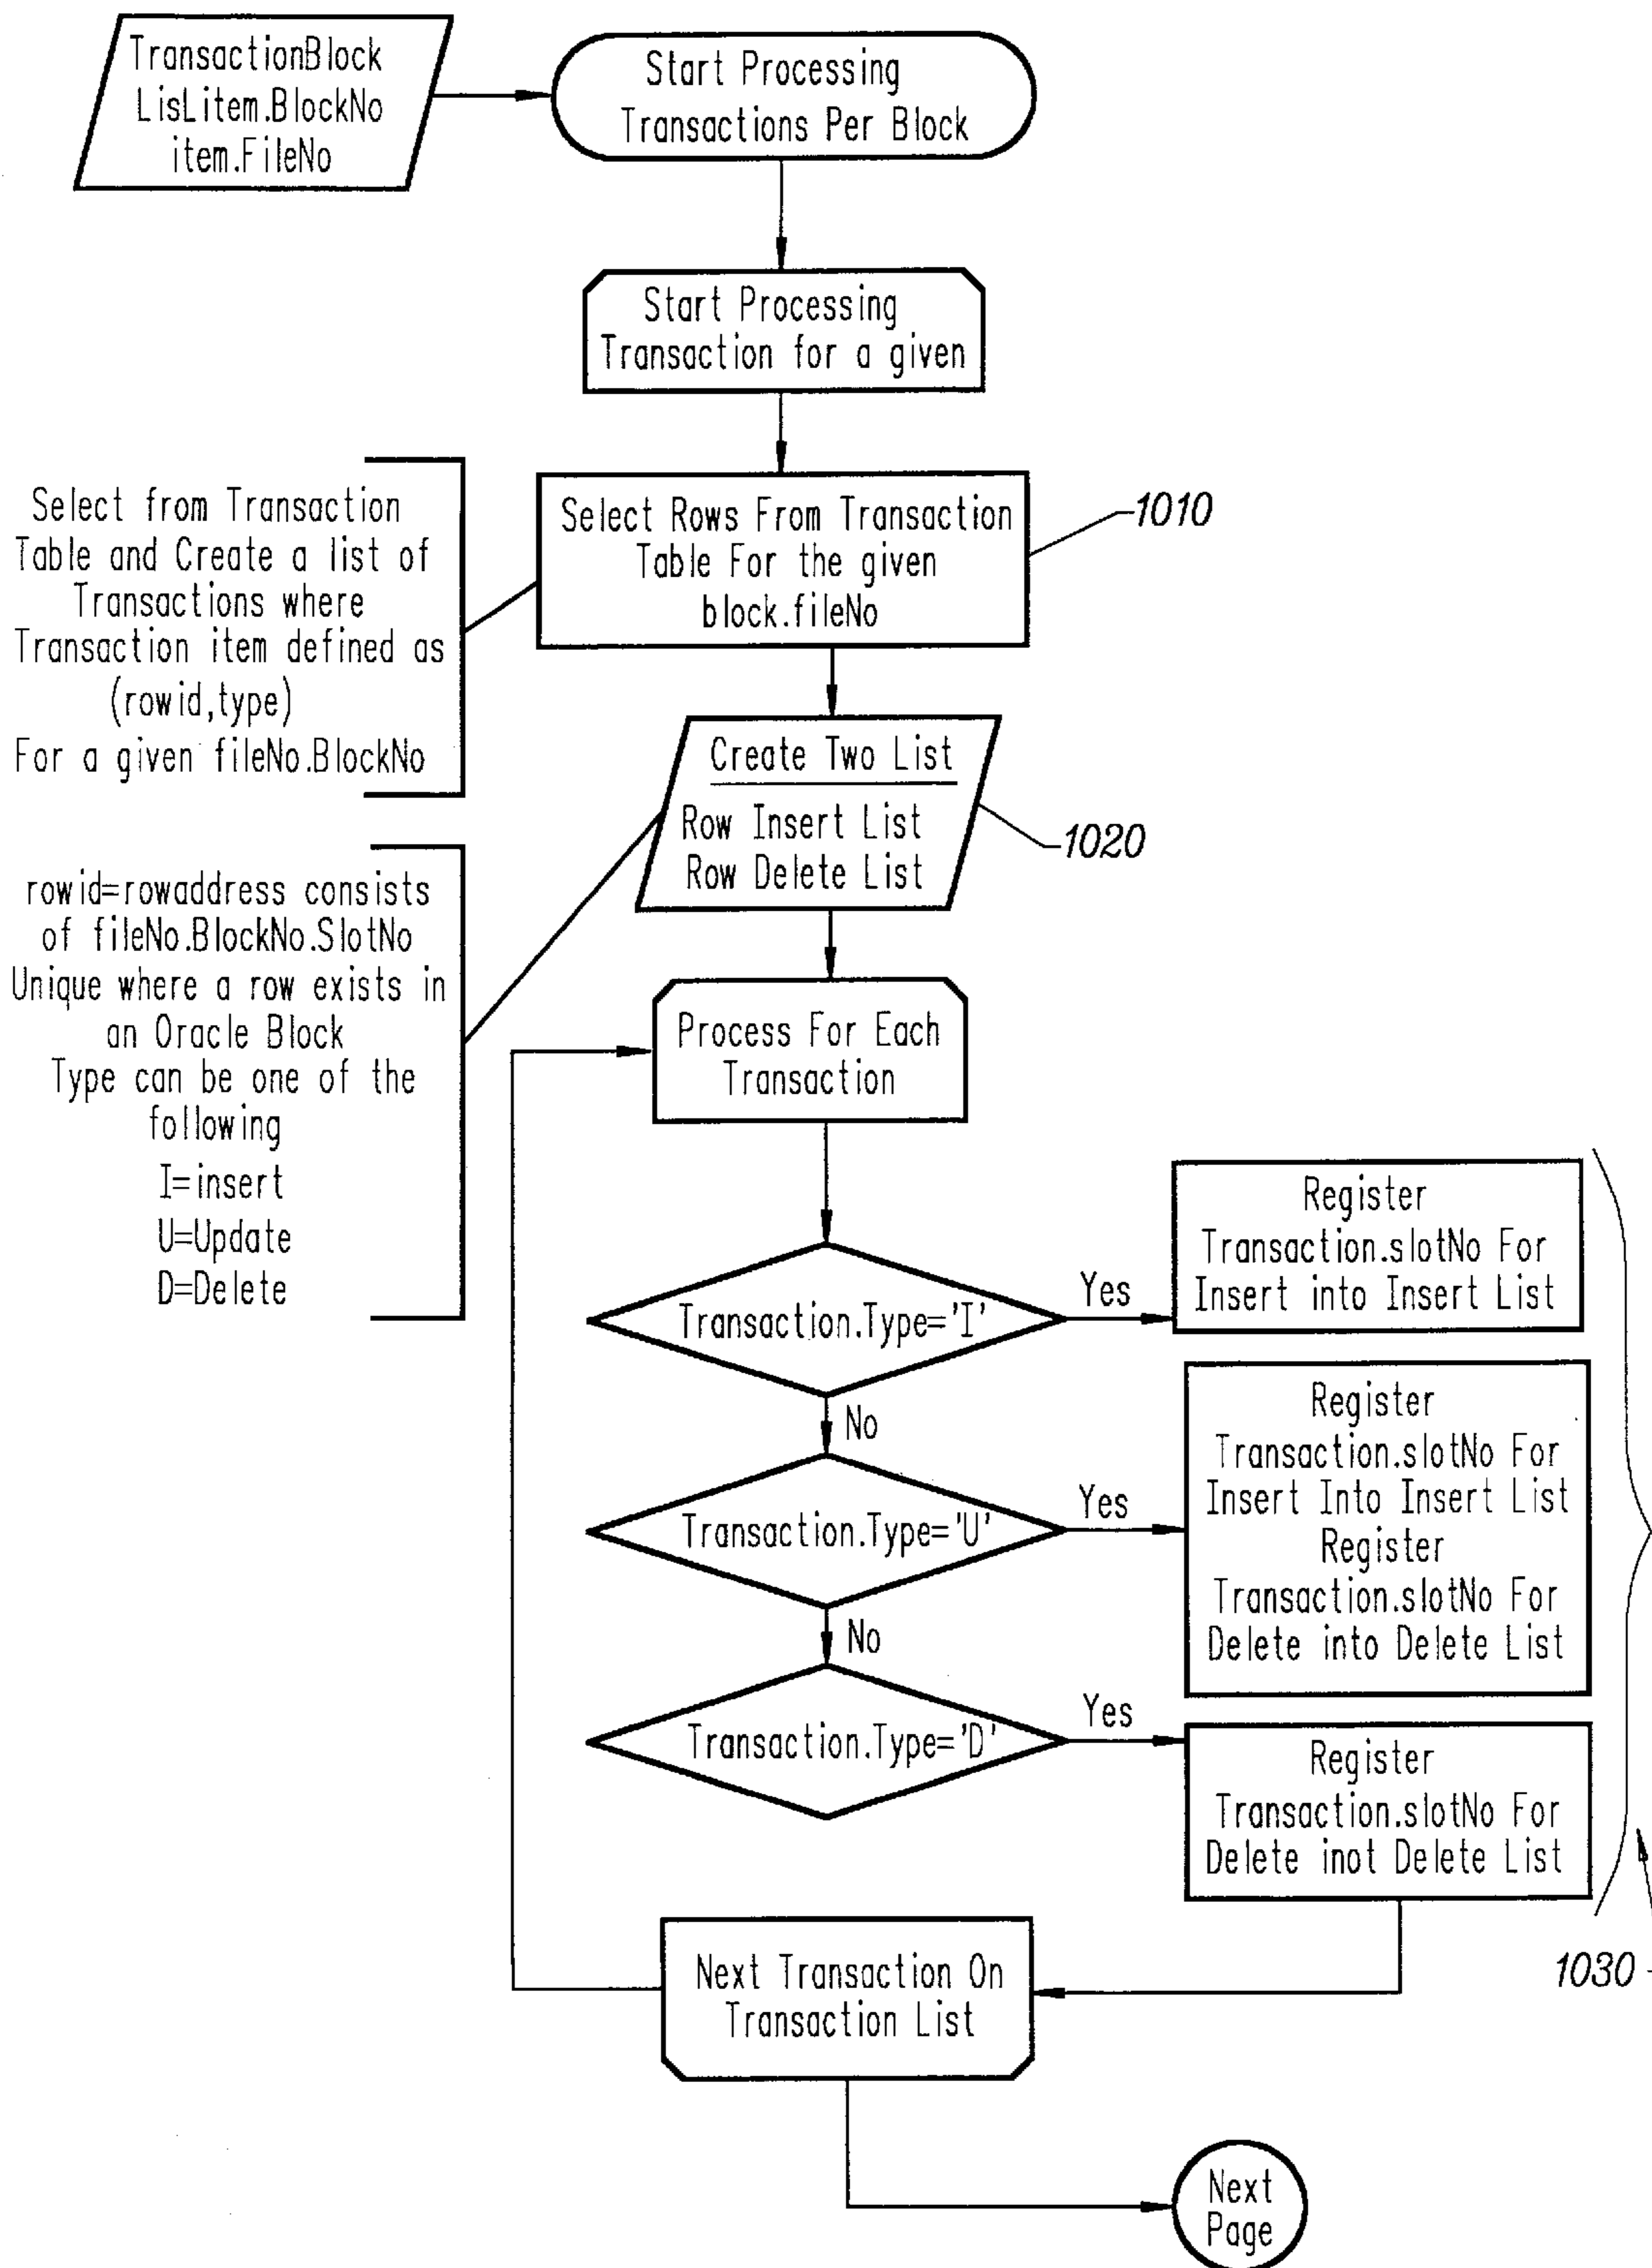 TransactionBlock
LisLitem.BlockNo
item.FileNo
Start Processing
Transactions Per Block
Start Processing
Transaction for a given
Select from Transaction
Table and Create a list of
Transactions where
Transaction item defined as
(rowid,type)
For a given fileNo.BlockNo
Select Rows From Transaction
Table For the given
block.fileNo
1010
Create Two List
Row Insert List
Row Delete List
1020
rowid=rowaddress consists
of fileNo.BlockNo.SlotNo
Unique where a row exists in
an Oracle Block
Type can be one of the
following
I=insert
U=Update
D=Delete
Process For Each
Transaction
Transaction.Type='I'
Yes
Register
Transaction.slotNo For
Insert into Insert List
No
Transaction.Type='U'
Yes
Register
Transaction.slotNo For
Insert Into Insert List
Register
Transaction.slotNo For
Delete into Delete List
No
Transaction.Type='D'
Yes
Register
Transaction.slotNo For
Delete inot Delete List
1030
Next Transaction On
Transaction List
Next
Page